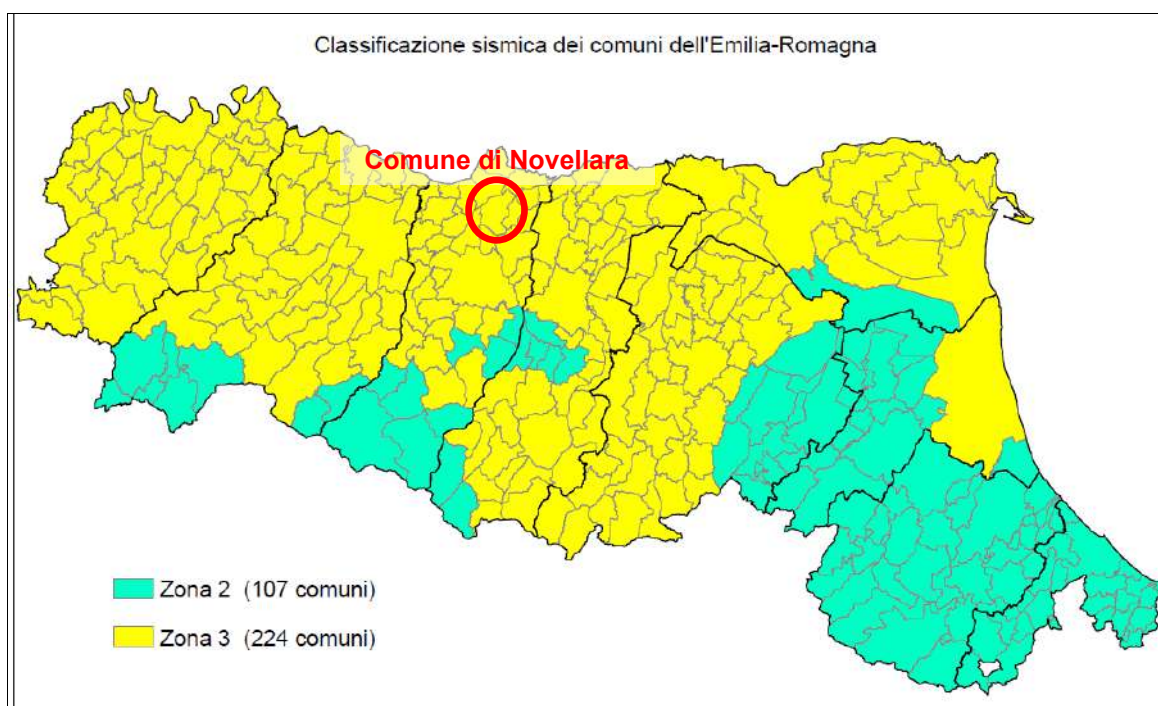 Classificazione sismica dei comuni dell'Emilia-Romagna
Comune di Novellara
Zona 2 (107 comuni)
Zona 3 (224 comuni)